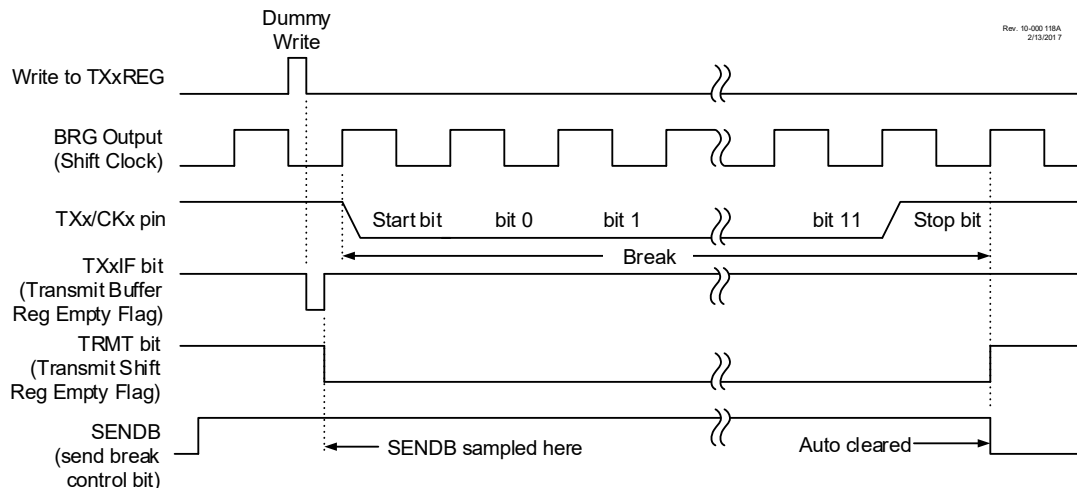 Dummy
Write
Rev. 10-000 118A
2/13/201 7
Write to TXxREG
BRG Output
(Shift Clock)
TXx/CKx pin
Start bit
bit 0
bit 1
bit 11
Stop bit
Break
TXxIF bit
(Transmit Buffer
Reg Empty Flag)
TRMT bit
(Transmit Shift
Reg Empty Flag)
SENDB
(send break
control bit)
SENDB sampled here
Auto cleared